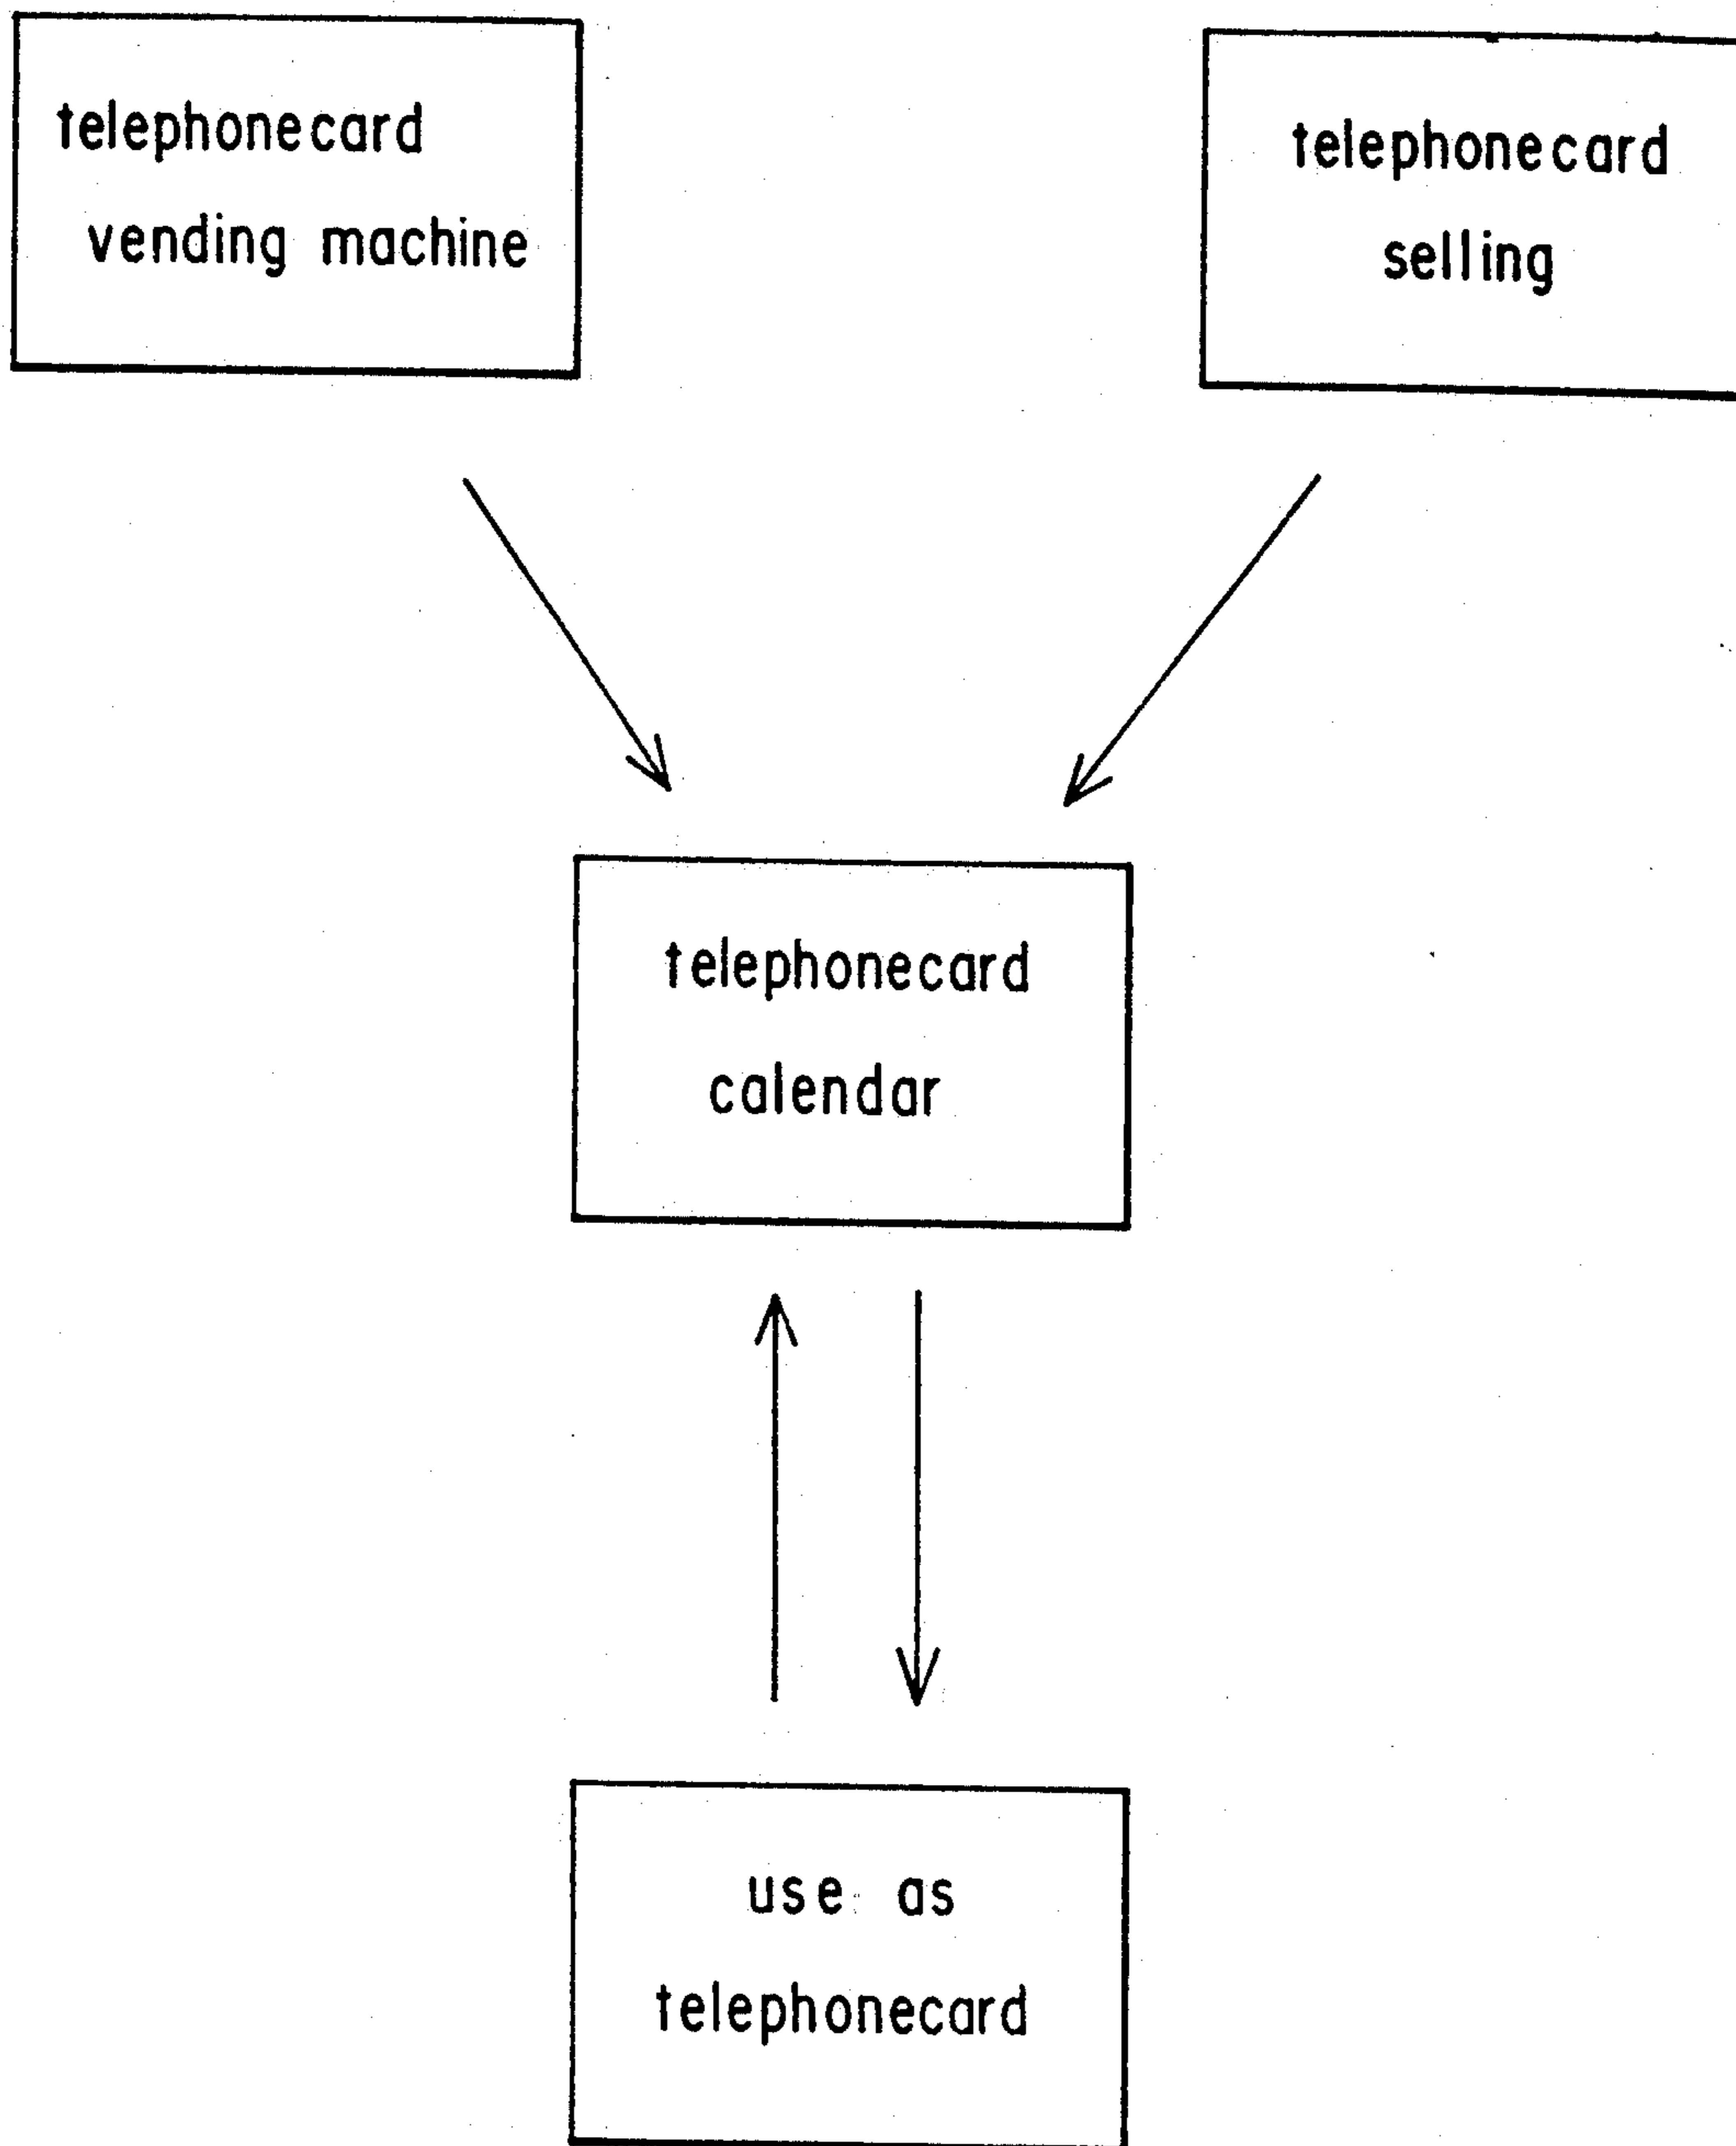 telephonecard
vending machine
telephonecard
selling
telephonecard
calendar
use as
telephonecard